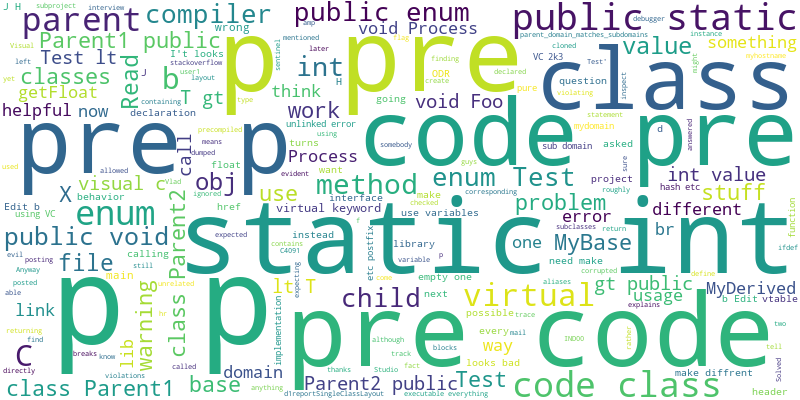 J H subproject interview
parent compiler public enum public static
amp
wrong mentioned void Process debugger parent_domain_matches_subdomains
Visual Parent1 public I't looks later Plug cloned instance
left Test lt stackoverflow int finding VC 2k3 value something
yet classes Read J user1 sentinel ODR declared Test' might myhostname
getFloat b layout H create question inspect
containing T gt think going pure violating
helpful now declaration type work void Foo statement
p pre class
precompiled unlinked error mydomain d answered
pre p code pre
call means turns using somebody sub domain asked
used dumped Process guys sure
X visual c float evident want project int value
allowed obj method enum Test roughly hash etc
behavior Vlad ignored href interface make checked corresponding problem stuff
Edit b use virtual keyword use variables subclasses return error different function
using VC enum Parent2 expected f br ifdef
public void static int
evil calling contains instead library variable p etc postfix one MyBase
posting still C4091 need make corrupted gt public define
Anyway file main unrelated expecting empty one come aliases b Edit MyDerived
posted warning class Parent2 lt T child next virtual usage vtable
able link lib implementation possible trace explains
returning hr every mail way rather two
find p p pre code
breaks know although track blocks looks bad INDOO tell
c violations called domain thanks Studio fact make diffrent Solved
directly base anything Parent2 public Test code class
class Parent1 d1reportSingleClassLayout executable everything header